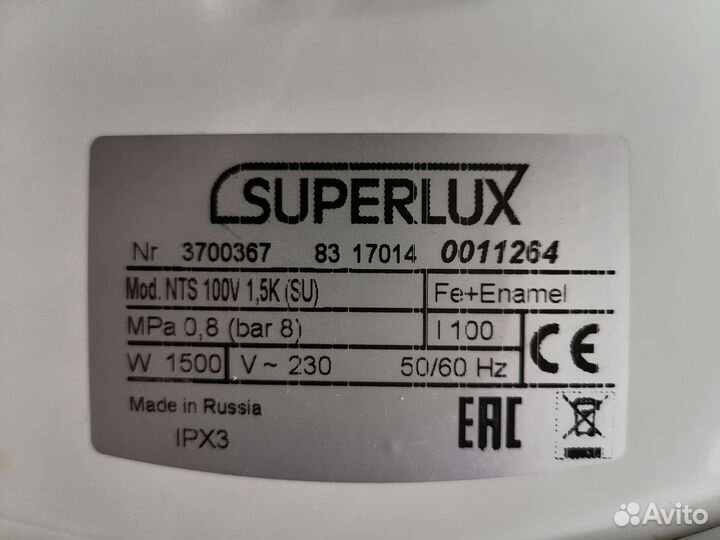 SUPERLUX
Nr 3700367 83 17014 0011264
Mod. NTS 100V 1,5K (SU) Fe+Enamel
MPa 0,8 (bar 8) l 100
W 1500 V ~ 230 50/60 Hz
CE
Made in Russia
IPX3
EAC
Avito